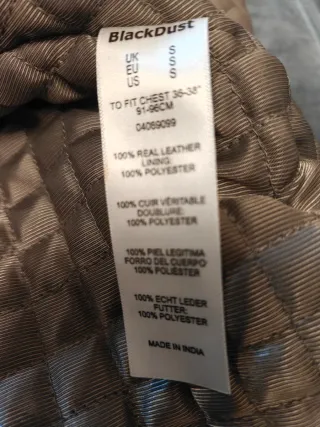 BlackDust
UK S
EU S
US S
TO FIT CHEST 36-38"
91-96CM
04069099
100% REAL LEATHER
LINING:
100% POLYESTER
100% CUIR VÉRITABLE
DOUBLURE:
100% POLYESTER
100% PIEL LEGITIMA
FORRO DEL CUERPO
100% POLIÉSTER
100% ECHT LEDER
FUTTER:
100% POLYESTER
MADE IN INDIA